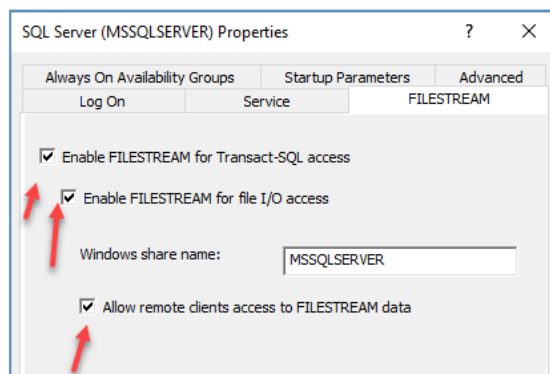 SQL Server (MSSQLSERVER) Properties ? ×
Always On Availability Groups Startup Parameters Advanced
Log On Service FILESTREAM
Enable FILESTREAM for Transact-SQL access
Enable FILESTREAM for file I/O access
Windows share name: MSSQLSERVER
Allow remote clients access to FILESTREAM data